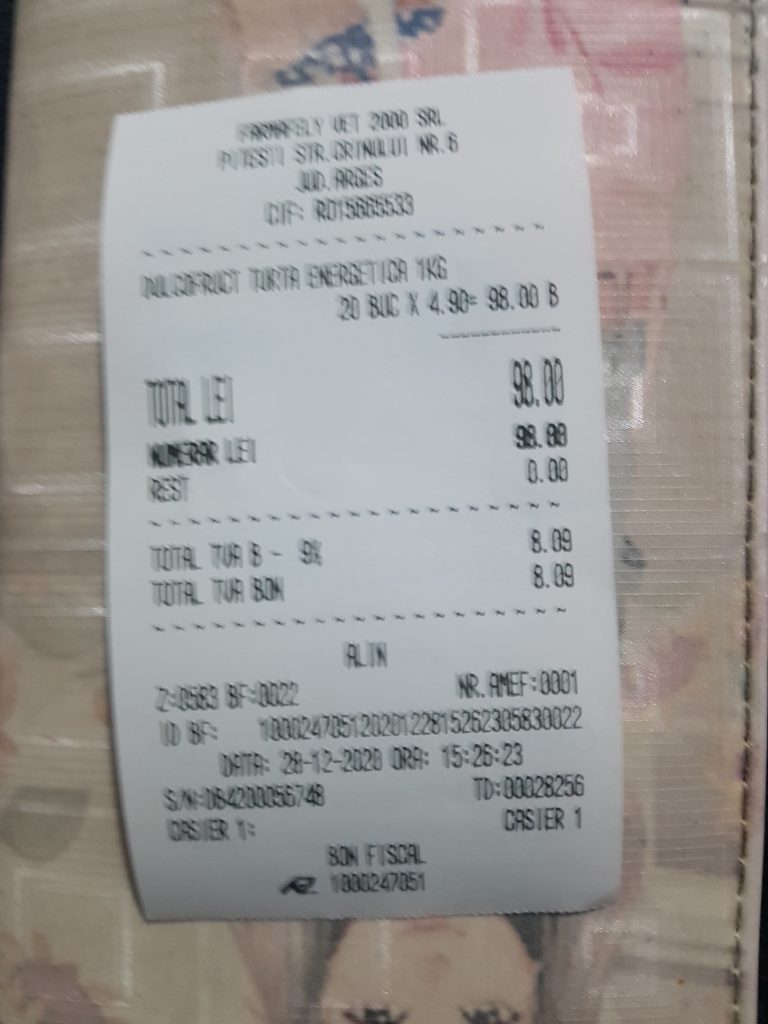 FARMAFELY VET 2000 SRL
PITESTI STR.CRINULUI NR.6
JUD.ARGES
CIF: RO15665533
DULCOFRUCT TURTA ENERGETICA 1KG
20 BUC X 4.90= 98.00 B
TOTAL LEI 98.00
NUMERAR LEI 98.00
REST 0.00
TOTAL TVA B - 9% 8.09
TOTAL TVA BON 8.09
ALIN
Z:0583 BF:0022 NR.AMEF:0001
ID BF: 10002470512020122815262305830022
DATA: 28-12-2020 ORA: 15:26:23
S/N:DB4200056748 TD:00028256
CASIER 1: CASIER 1
BON FISCAL
1000247051